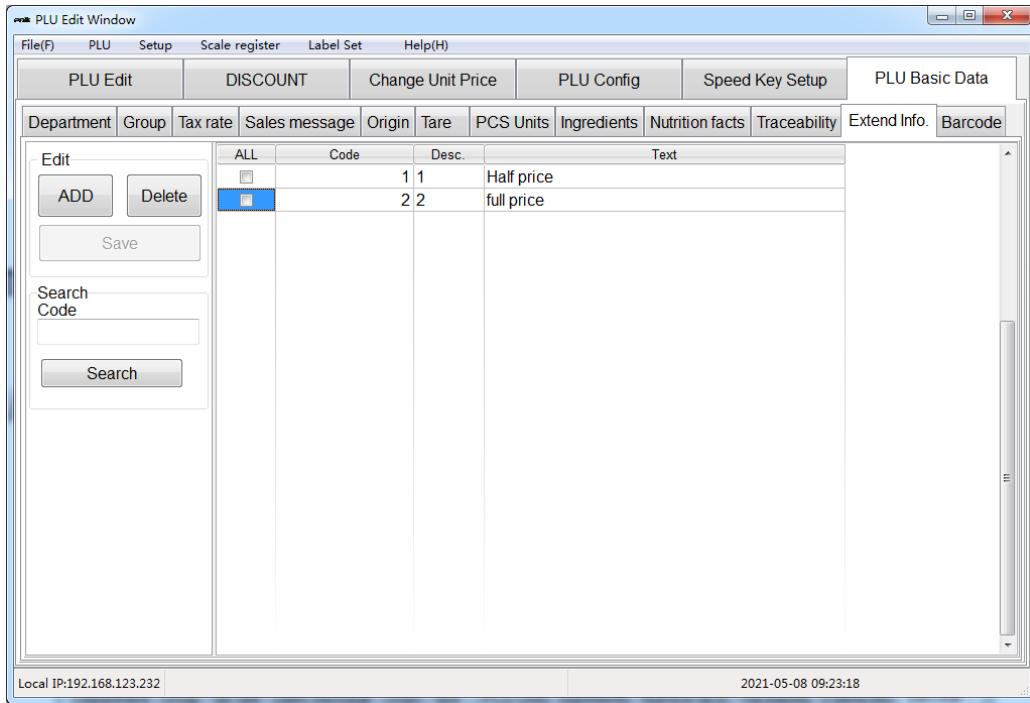 PLU Edit Window
File(F) PLU Setup Scale register Label Set Help(H)
PLU Edit DISCOUNT Change Unit Price PLU Config Speed Key Setup PLU Basic Data
Department Group Tax rate Sales message Origin Tare PCS Units Ingredients Nutrition facts Traceability Extend Info. Barcode
Edit
ADD Delete
Save
Search
Code
Search
ALL Code Desc. Text
1 1 Half price
2 2 full price
Local IP:192.168.123.232 2021-05-08 09:23:18